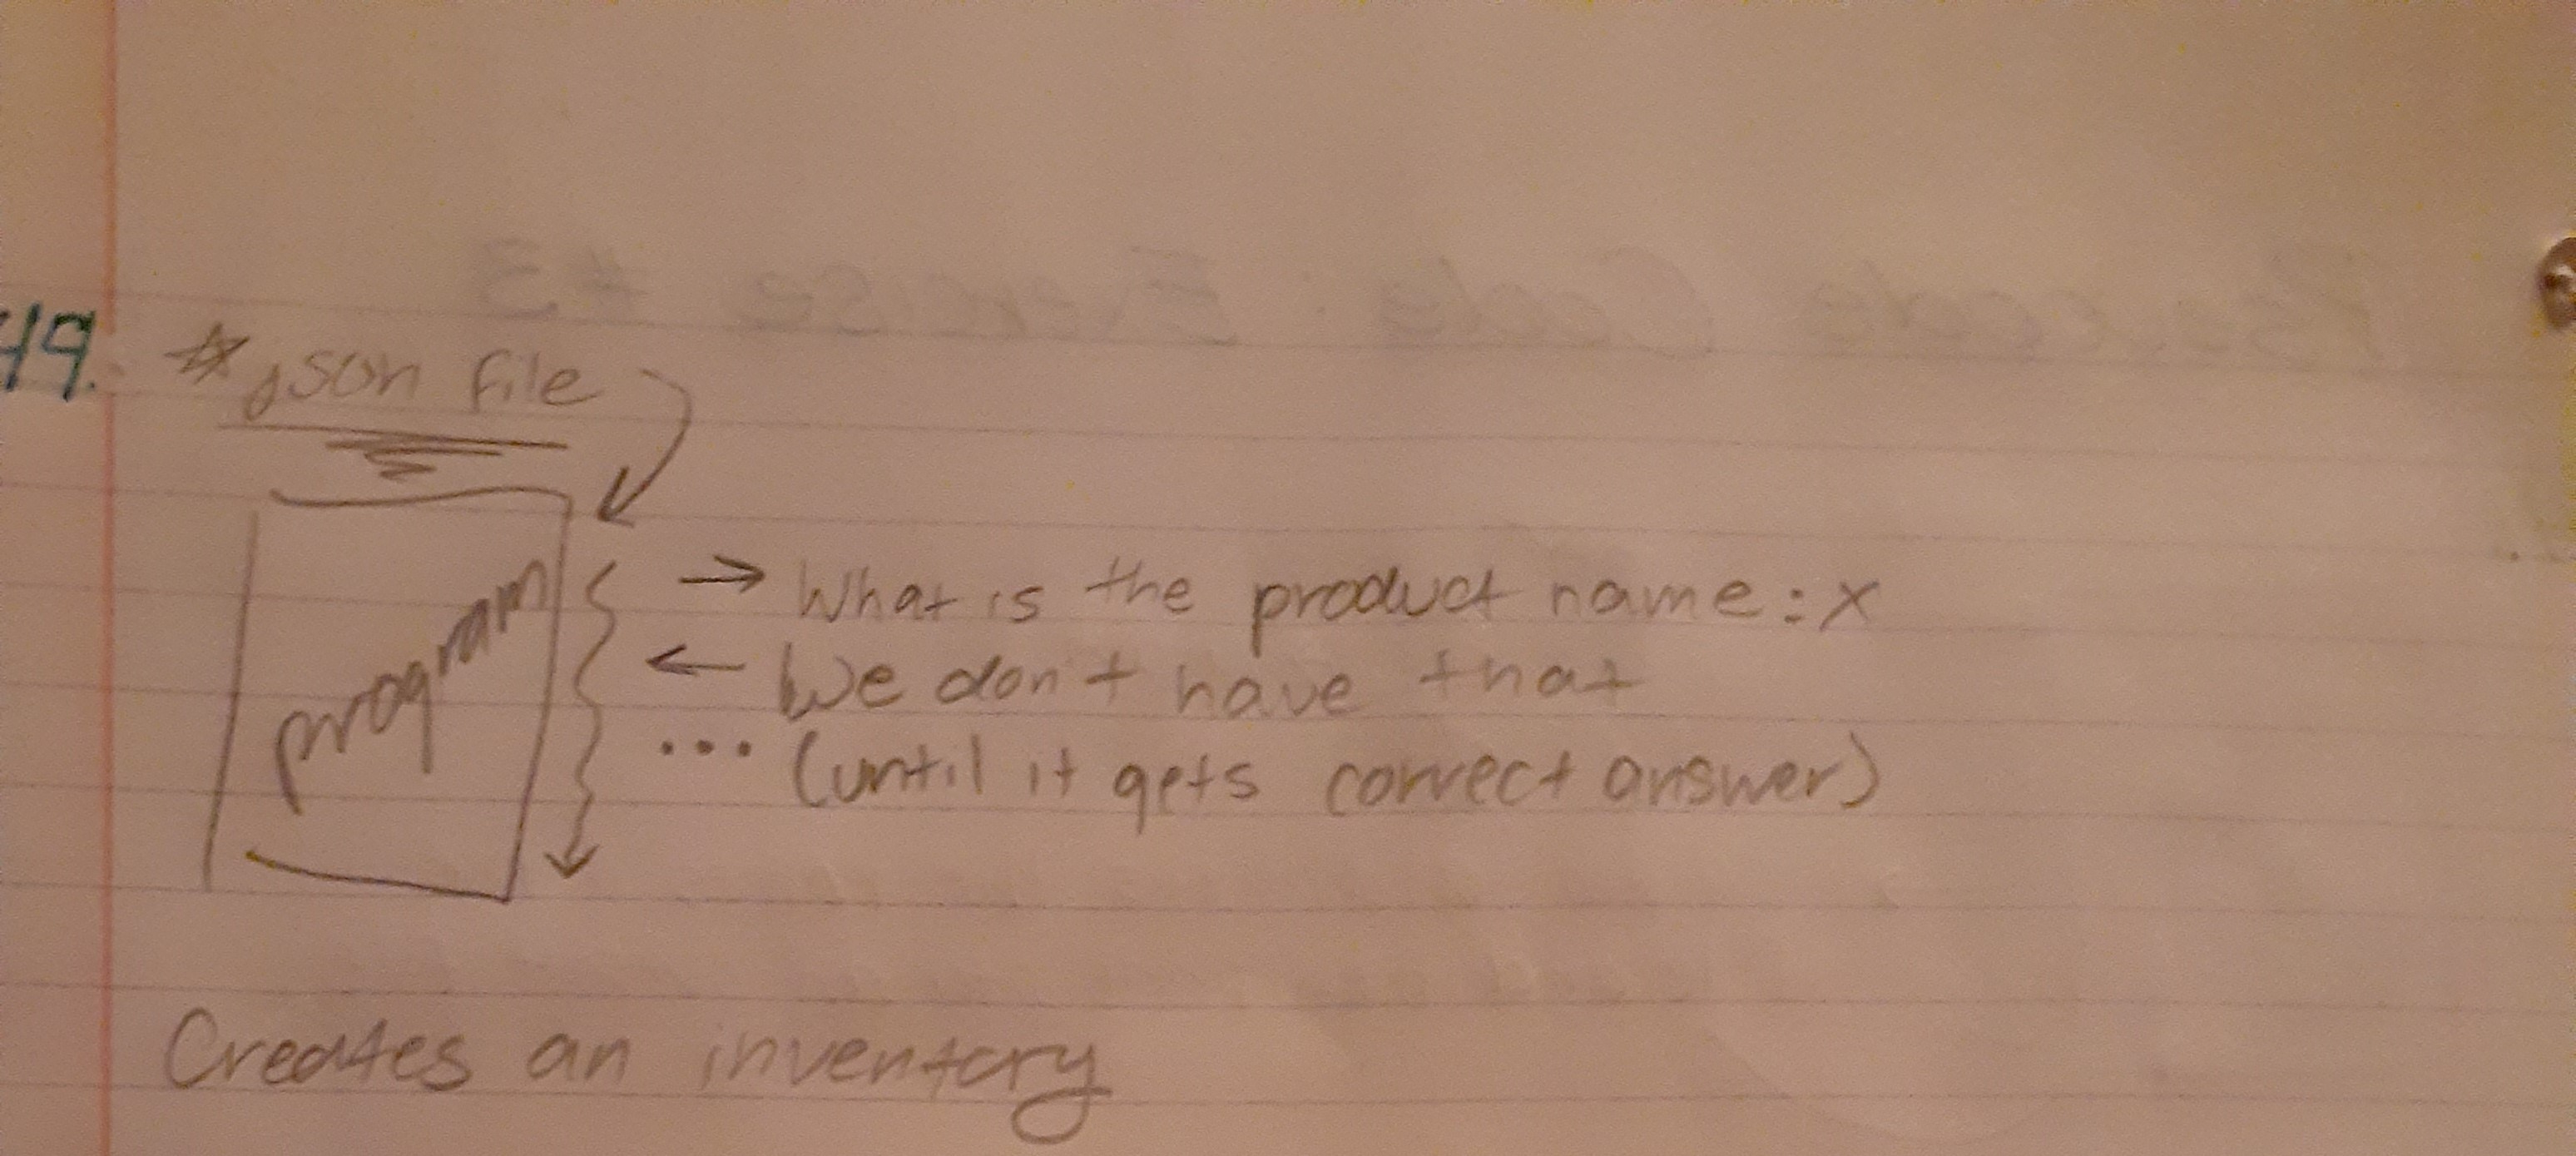 49. ☆ json file
program
→ What is the product name: x
← We don't have that
... (until it gets correct answer)
Creates an inventory